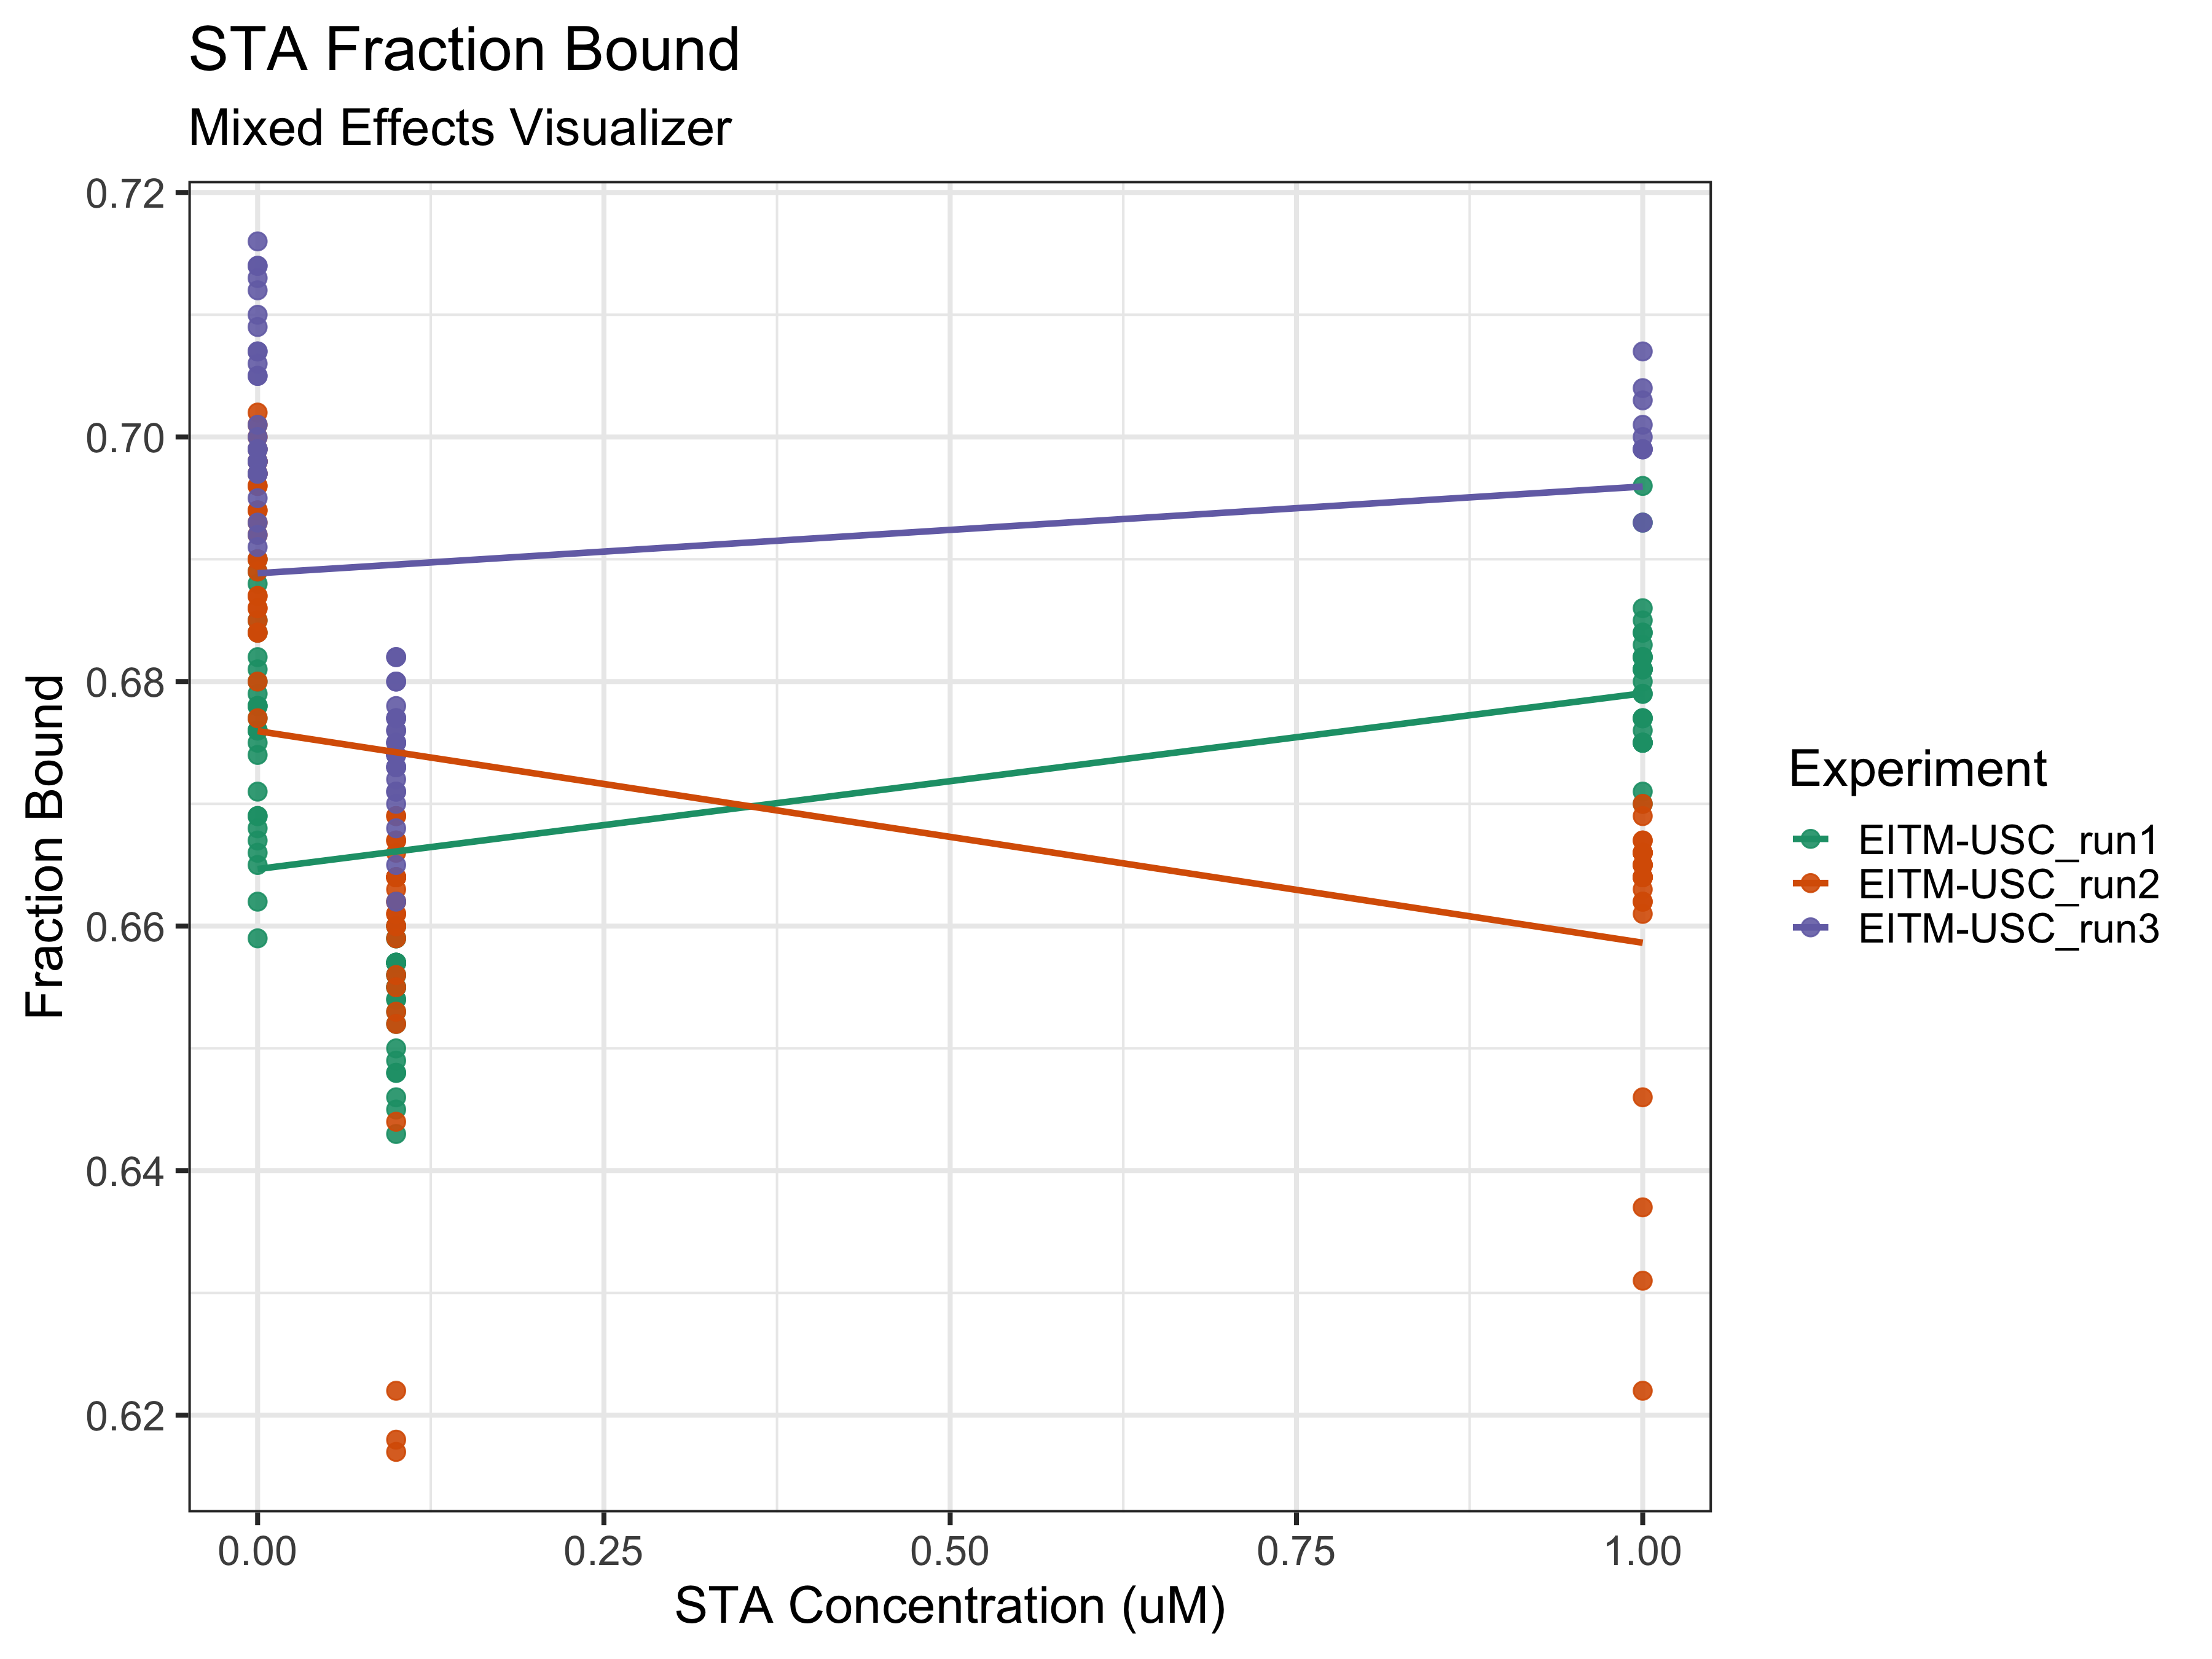 STA Fraction Bound
Mixed Effects Visualizer
0.72
0.70
0.68
0.66
0.64
0.62
Fraction Bound
0.00 0.25 0.50 0.75 1.00
STA Concentration (uM)
Experiment
EITM-USC_run1
EITM-USC_run2
EITM-USC_run3